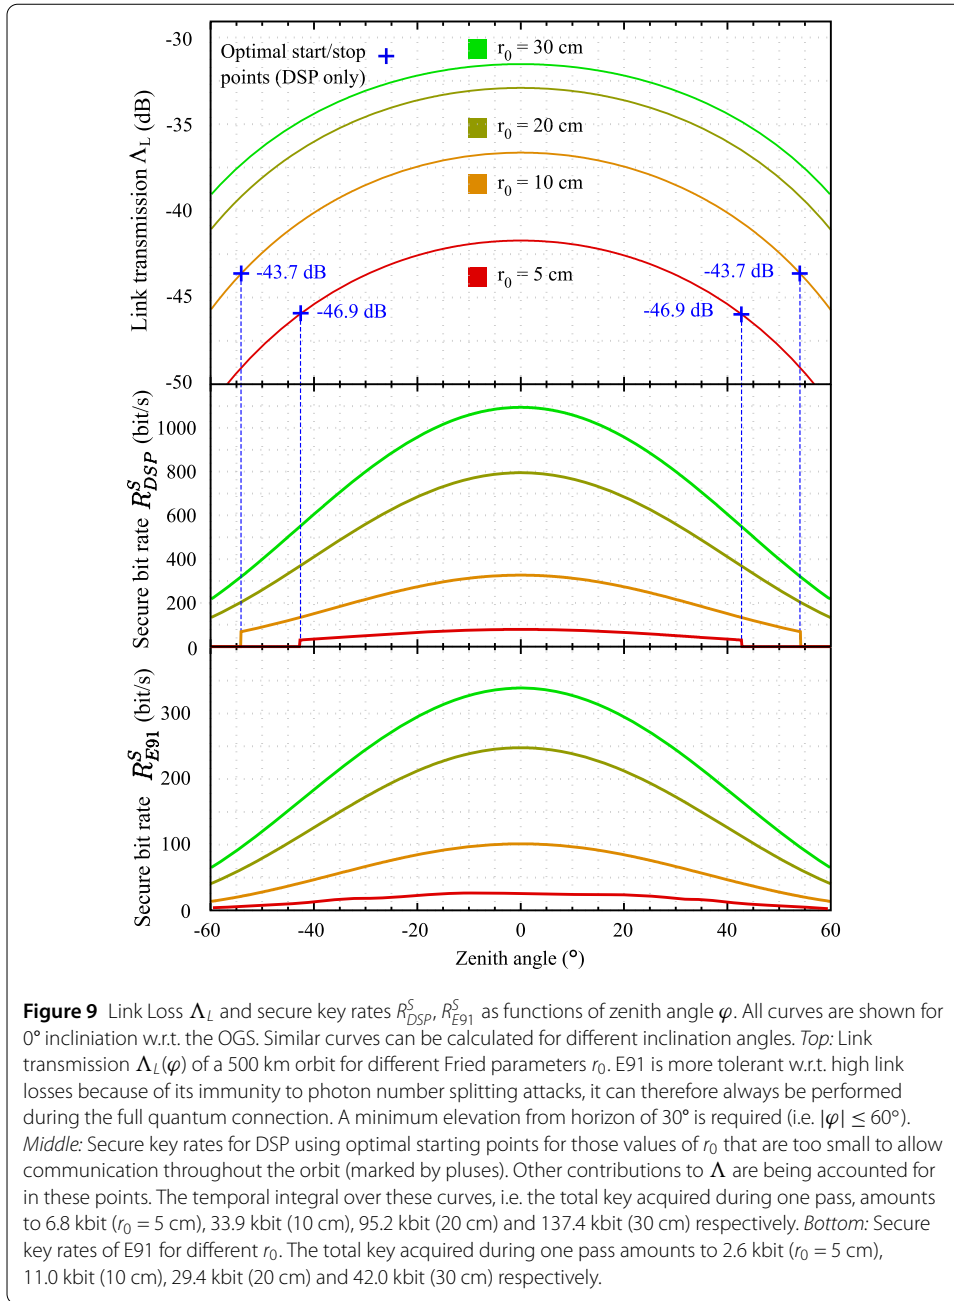 -30
-35
-40
-45
-50
Link transmission Λ_L (dB)
Optimal start/stop
points (DSP only)
r_0 = 30 cm
r_0 = 20 cm
r_0 = 10 cm
r_0 = 5 cm
-43.7 dB
-43.7 dB
-46.9 dB
-46.9 dB
Secure bit rate R^S_DSP (bit/s)
1000
800
600
400
200
0
Secure bit rate R^S_E91 (bit/s)
300
200
100
0
-60 -40 -20 0 20 40 60
Zenith angle (°)
Figure 9 Link Loss Λ_L and secure key rates R^S_DSP, R^S_E91 as functions of zenith angle φ. All curves are shown for
0° incliniation w.r.t. the OGS. Similar curves can be calculated for different inclination angles. Top: Link
transmission Λ_L(φ) of a 500 km orbit for different Fried parameters r_0. E91 is more tolerant w.r.t. high link
losses because of its immunity to photon number splitting attacks, it can therefore always be performed
during the full quantum connection. A minimum elevation from horizon of 30° is required (i.e. |φ| ≤ 60°).
Middle: Secure key rates for DSP using optimal starting points for those values of r_0 that are too small to allow
communication throughout the orbit (marked by pluses). Other contributions to Λ are being accounted for
in these points. The temporal integral over these curves, i.e. the total key acquired during one pass, amounts
to 6.8 kbit (r_0 = 5 cm), 33.9 kbit (10 cm), 95.2 kbit (20 cm) and 137.4 kbit (30 cm) respectively. Bottom: Secure
key rates of E91 for different r_0. The total key acquired during one pass amounts to 2.6 kbit (r_0 = 5 cm),
11.0 kbit (10 cm), 29.4 kbit (20 cm) and 42.0 kbit (30 cm) respectively.